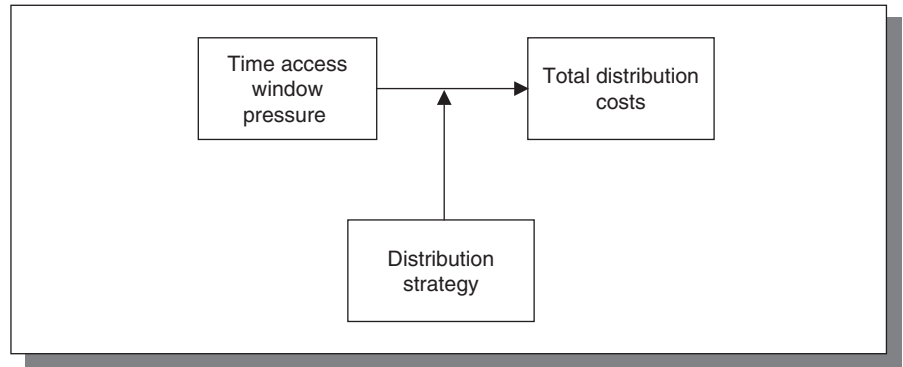 Time access
window
pressure
Total distribution
costs
Distribution
strategy